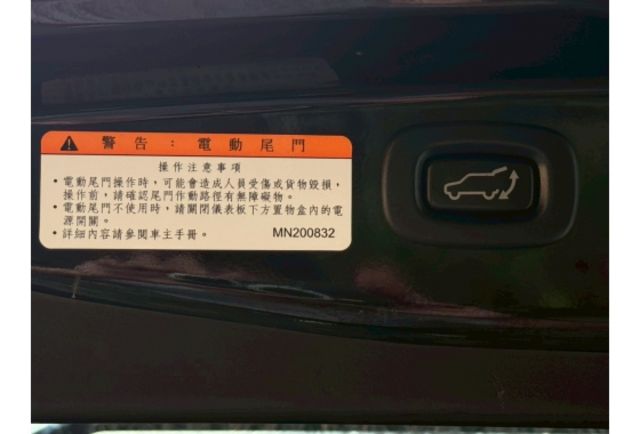 警告：電動尾門
操作注意事項
•電動尾門操作時，可能會造成人員受傷或貨物毀損，
操作前，請確認尾門作動路徑有無障礙物。
•電動尾門不使用時，請關閉儀表板下方置物盒內的電
源開關。
•詳細內容請參閱車主手冊。 MN200832